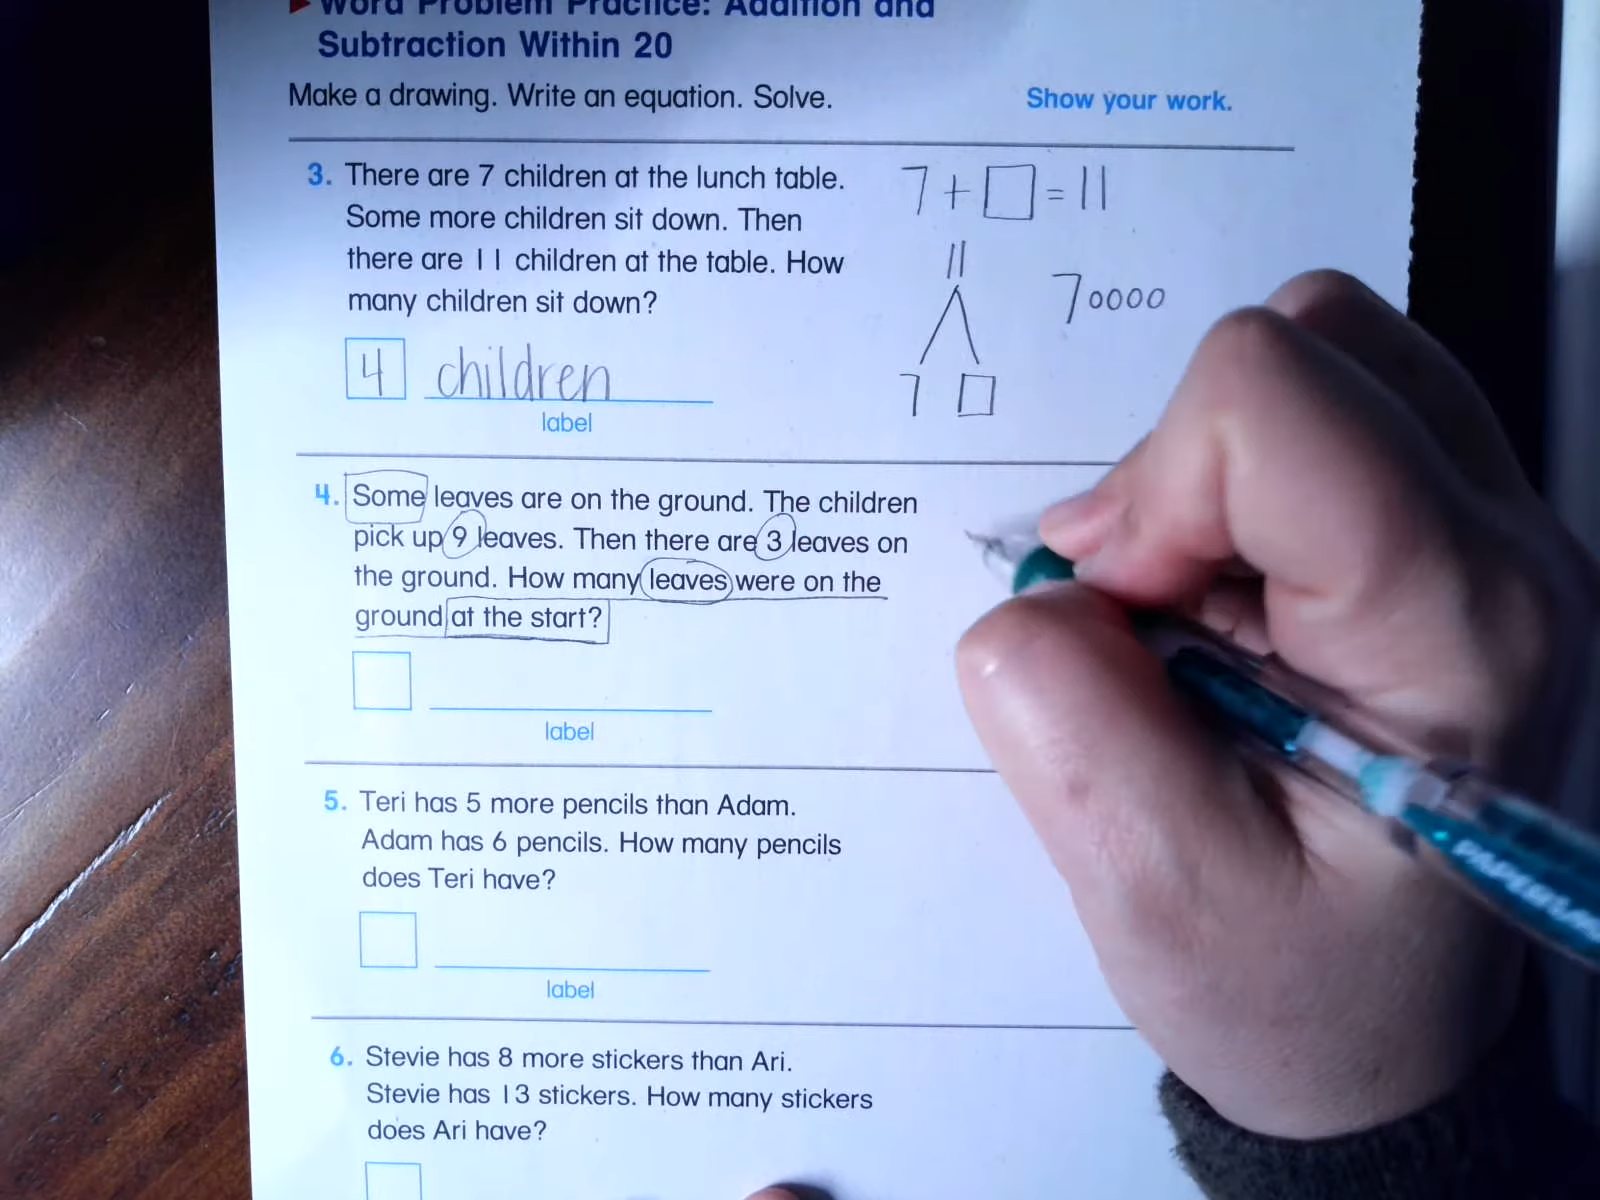 Word Problem Practice: Addition and
Subtraction Within 20
Make a drawing. Write an equation. Solve.
Show your work.
3. There are 7 children at the lunch table.
Some more children sit down. Then
there are 11 children at the table. How
many children sit down?
4 children
label
7 + □ = 11
11
7 □
7 0000
4. Some leaves are on the ground. The children
pick up 9 leaves. Then there are 3 leaves on
the ground. How many leaves were on the
ground at the start?
label
5. Teri has 5 more pencils than Adam.
Adam has 6 pencils. How many pencils
does Teri have?
label
6. Stevie has 8 more stickers than Ari.
Stevie has 13 stickers. How many stickers
does Ari have?